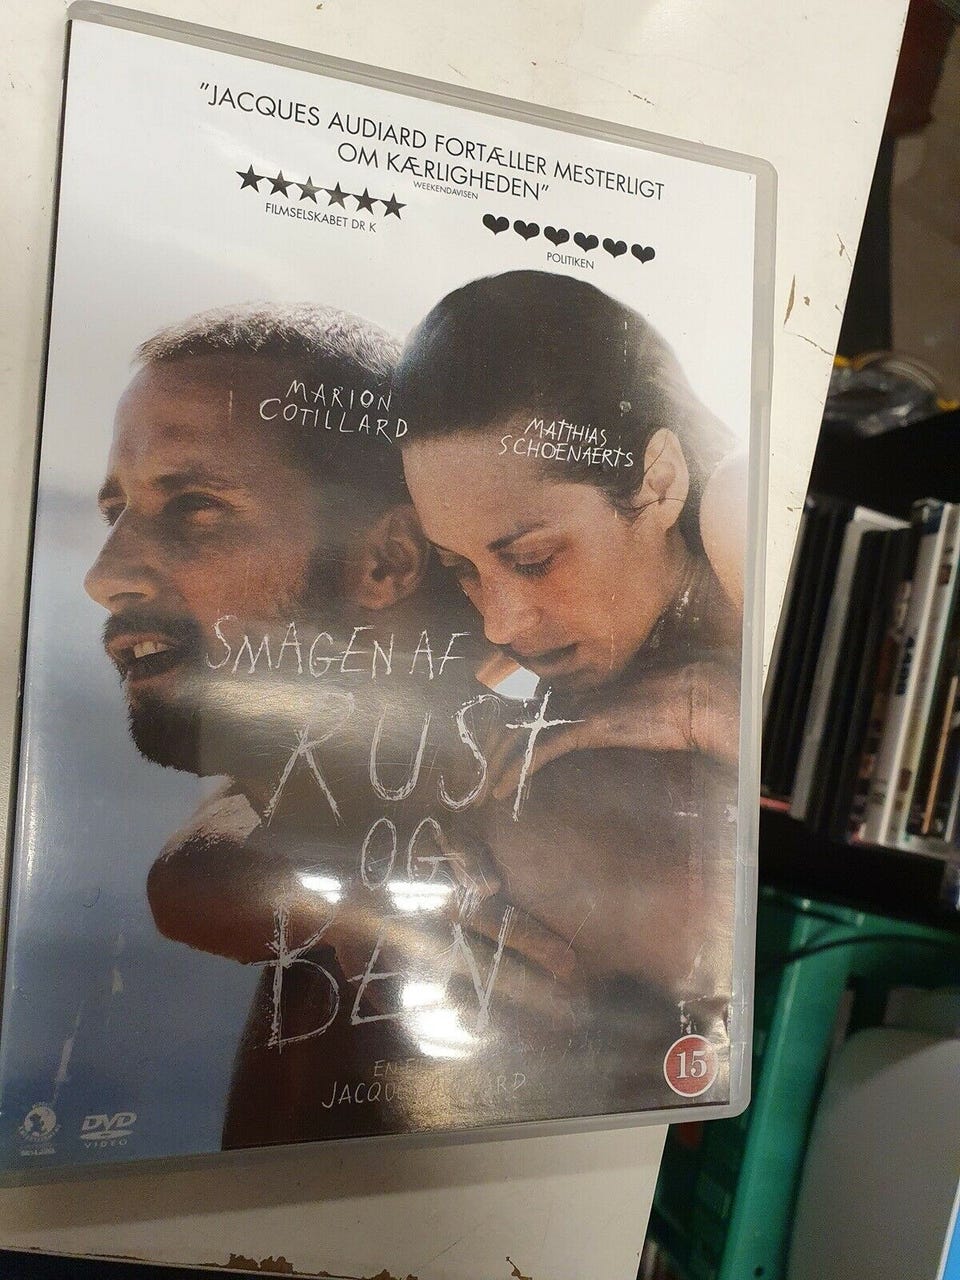 "JACQUES AUDIARD FORTÆLLER MESTERLIGT
OM KÆRLIGHEDEN"
WEEKENDAVISEN
FILMSELSKABET DR K
POLITIKEN
MARION
COTILLARD
MATTHIAS
SCHOENAERTS
SMAGEN AF
RUST
OG
BEN
15
DVD
VIDEO